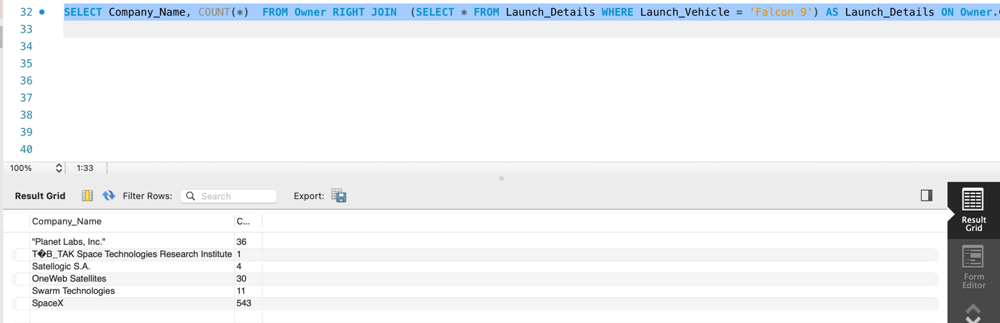 32 SELECT Company_Name, COUNT(*)  FROM Owner RIGHT JOIN  (SELECT * FROM Launch_Details WHERE Launch_Vehicle = 'Falcon 9') AS Launch_Details ON Owner.
33
34
35
36
37
38
39
40
100% 1:33
Result Grid Filter Rows: Search Export:
Company_Name C...
"Planet Labs, Inc." 36
T�B_TAK Space Technologies Research Institute 1
Satellogic S.A. 4
OneWeb Satellites 30
Swarm Technologies 11
SpaceX 543
Result
Grid
Form
Editor